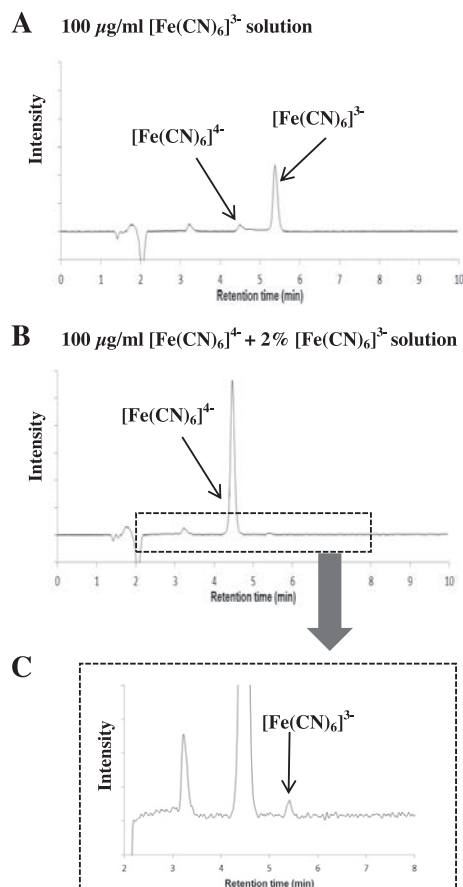 A 100 µg/ml [Fe(CN)6]3- solution
Intensity
[Fe(CN)6]4-
[Fe(CN)6]3-
0 1 2 3 4 5 6 7 8 9 10
Retention time (min)
B 100 µg/ml [Fe(CN)6]4- + 2% [Fe(CN)6]3- solution
Intensity
[Fe(CN)6]4-
0 1 2 3 4 5 6 7 8 9 10
Retention time (min)
C
Intensity
[Fe(CN)6]3-
2 3 4 5 6 7 8
Retention time (min)